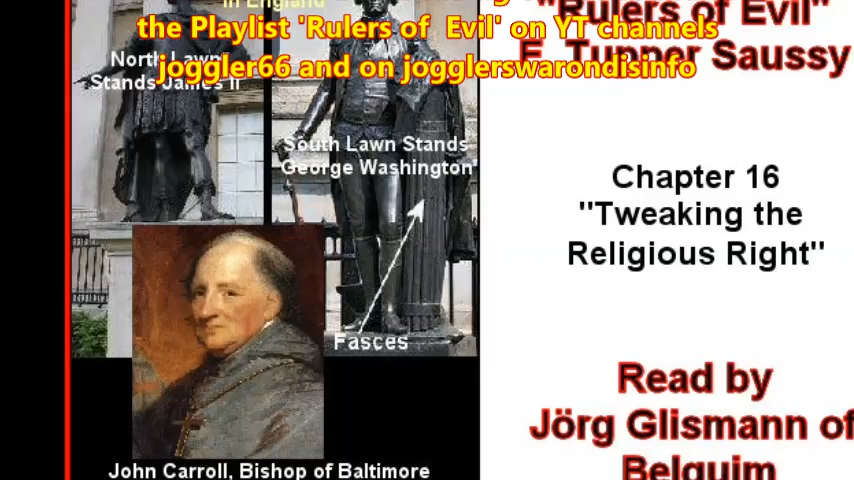 in England
the Playlist 'Rulers of Evil' on YT channels
joggler66 and on jogglerswarondisinfo
North Lawn
Stands James II
South Lawn Stands
George Washington
Fasces
John Carroll, Bishop of Baltimore
"Rulers of Evil"
F. Tupper Saussy
Chapter 16
"Tweaking the
Religious Right"
Read by
Jörg Glismann of
Belguim